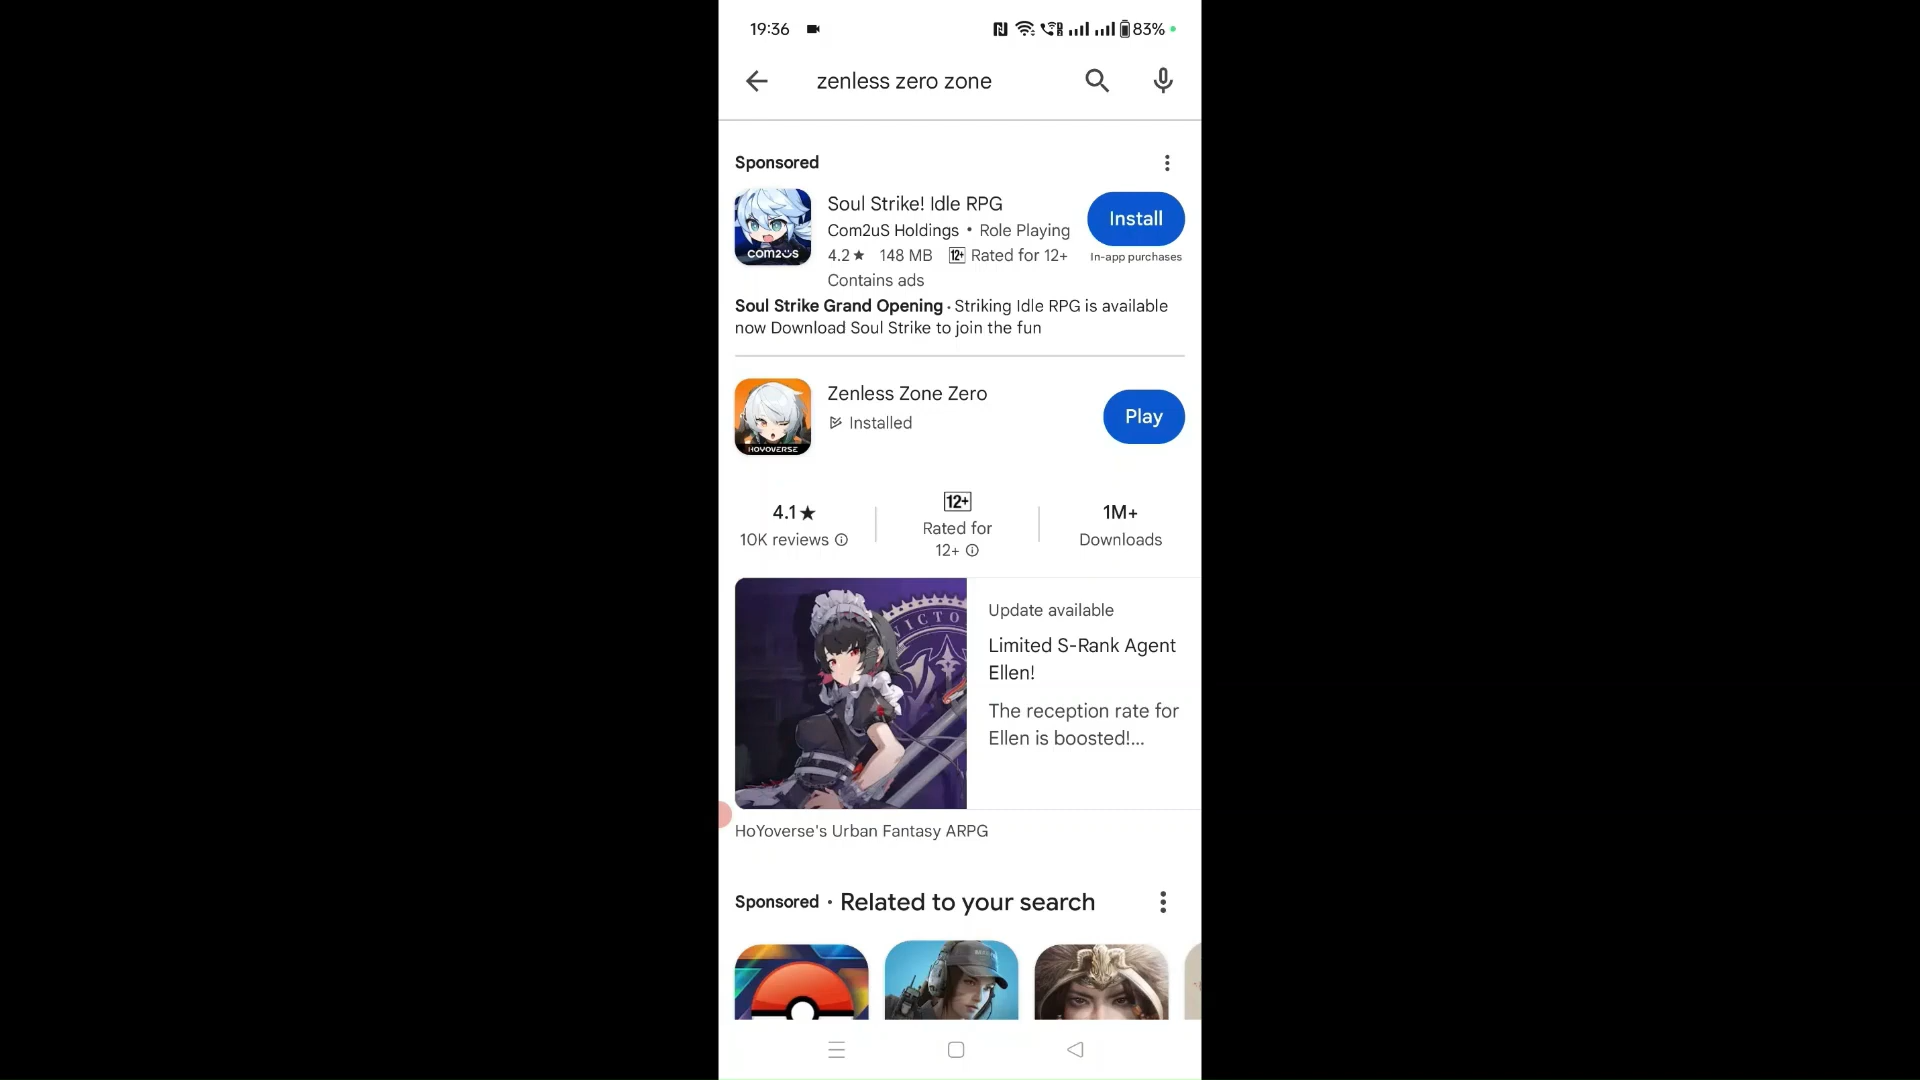 19:36 83%
zenless zero zone
Sponsored
Soul Strike! Idle RPG
Install
Com2uS Holdings • Role Playing
4.2★ 148 MB 12+ Rated for 12+
In-app purchases
Contains ads
COM2US
Soul Strike Grand Opening · Striking Idle RPG is available
now Download Soul Strike to join the fun
Zenless Zone Zero
Installed
Play
HOYOVERSE
4.1★
10K reviews
12+
Rated for
12+
1M+
Downloads
VICTO
Update available
Limited S-Rank Agent
Ellen!
The reception rate for
Ellen is boosted!...
HoYoverse's Urban Fantasy ARPG
Sponsored · Related to your search